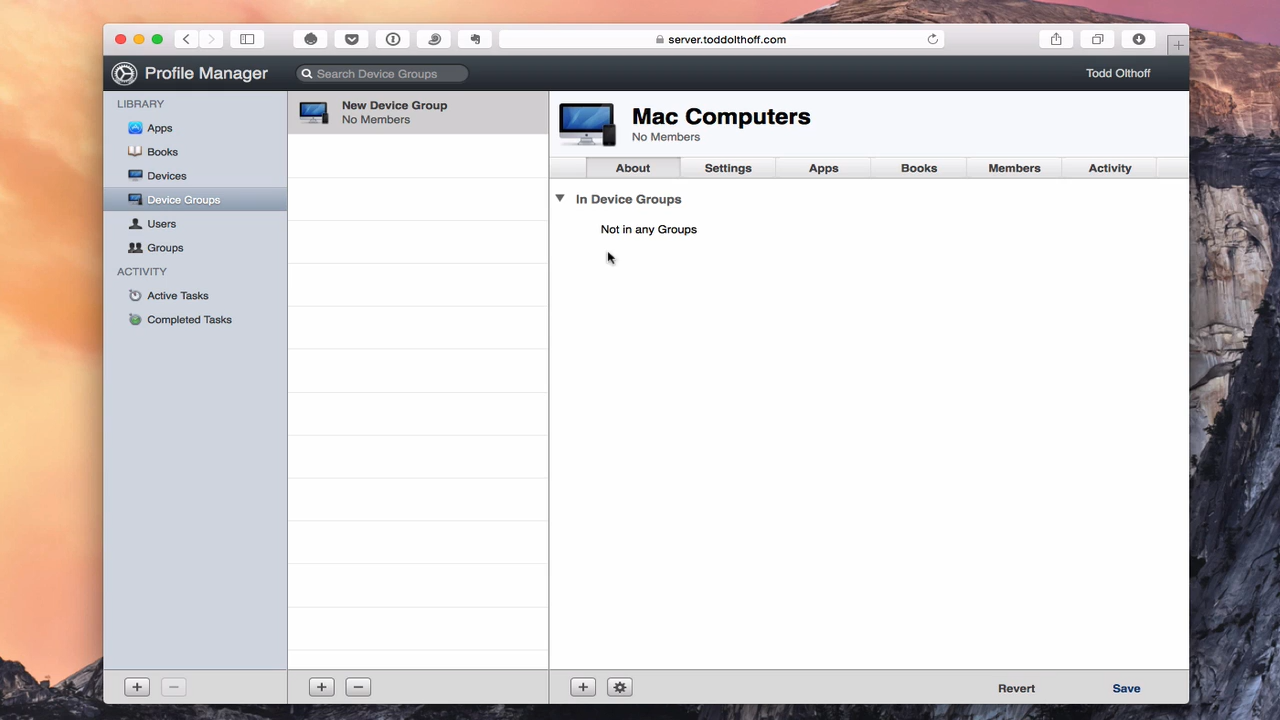 server.toddolthoff.com
Profile Manager
Search Device Groups
Todd Olthoff
LIBRARY
Apps
Books
Devices
Device Groups
Users
Groups
ACTIVITY
Active Tasks
Completed Tasks
New Device Group
No Members
Mac Computers
No Members
About
Settings
Apps
Books
Members
Activity
In Device Groups
Not in any Groups
Revert
Save